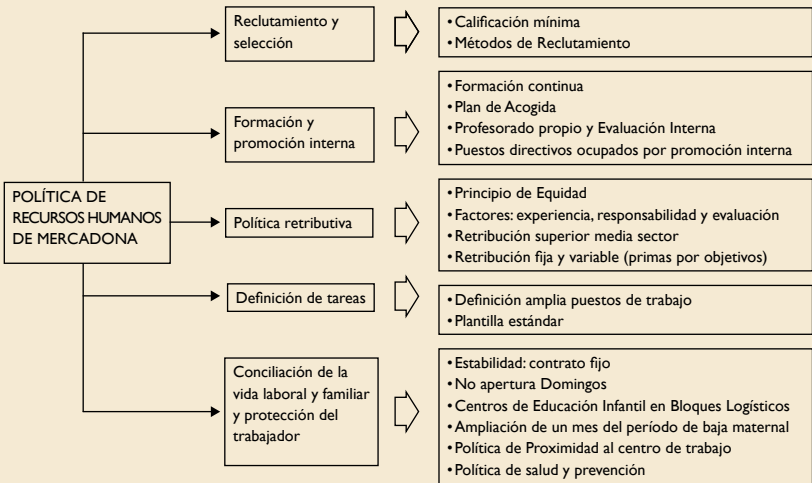 POLÍTICA DE
RECURSOS HUMANOS
DE MERCADONA
Reclutamiento y
selección
• Calificación mínima
• Métodos de Reclutamiento
Formación y
promoción interna
• Formación continua
• Plan de Acogida
• Profesorado propio y Evaluación Interna
• Puestos directivos ocupados por promoción interna
Política retributiva
• Principio de Equidad
• Factores: experiencia, responsabilidad y evaluación
• Retribución superior media sector
• Retribución fija y variable (primas por objetivos)
Definición de tareas
• Definición amplia puestos de trabajo
• Plantilla estándar
Conciliación de la
vida laboral y familiar
y protección del
trabajador
• Estabilidad: contrato fijo
• No apertura Domingos
• Centros de Educación Infantil en Bloques Logísticos
• Ampliación de un mes del período de baja maternal
• Política de Proximidad al centro de trabajo
• Política de salud y prevención